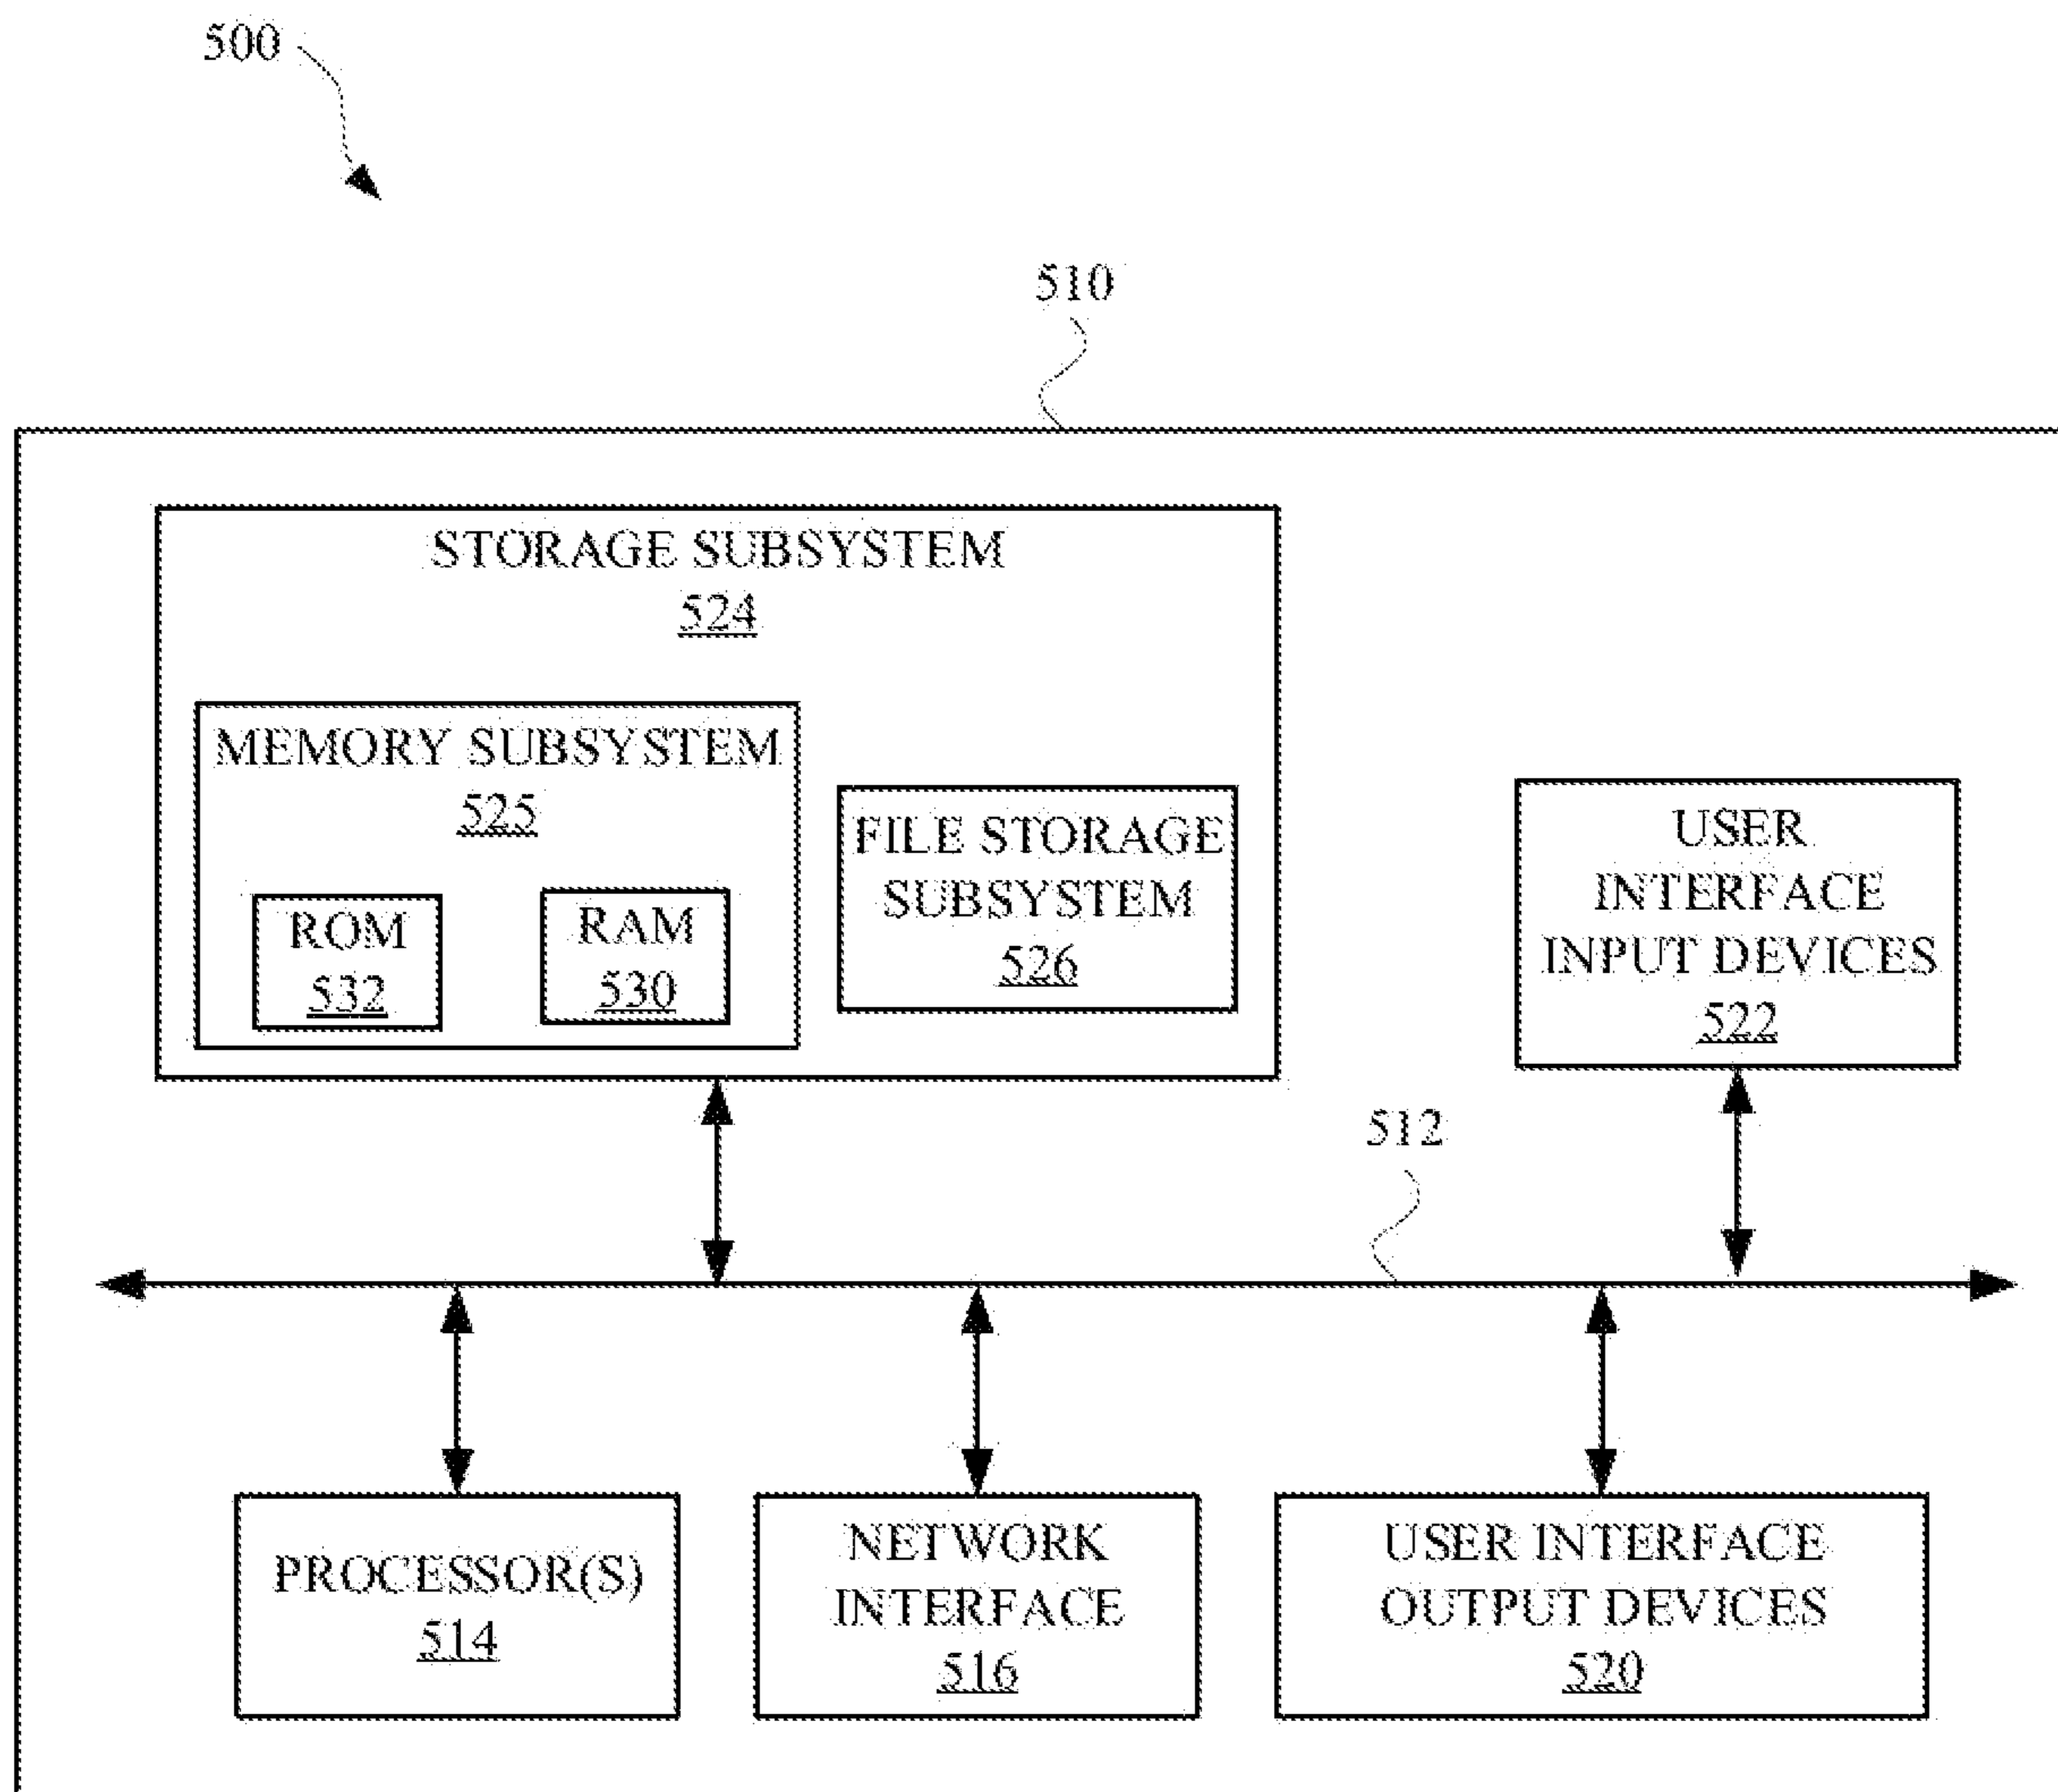 500
510
STORAGE SUBSYSTEM
524
MEMORY SUBSYSTEM
525
ROM
532
RAM
530
FILE STORAGE
SUBSYSTEM
526
USER
INTERFACE
INPUT DEVICES
522
512
PROCESSOR(S)
514
NETWORK
INTERFACE
516
USER INTERFACE
OUTPUT DEVICES
520